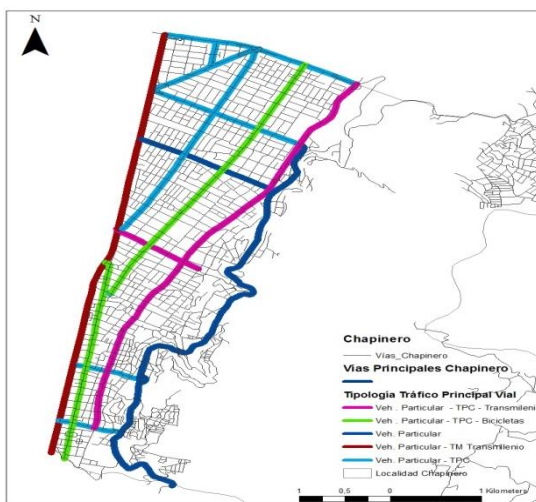 N
Chapinero
Vías_Chapinero
Vias Principales Chapinero
Tipologia Tráfico Principal Vial
Veh . Particular - TPC - Transmileni
Veh . Particular - TPC - Bicicletas
Veh. Particular
Veh. Particular - TM Transmilenio
Veh. Particular - TPC
Localidad Chapinero
1 0,5 0 1 Kilometers